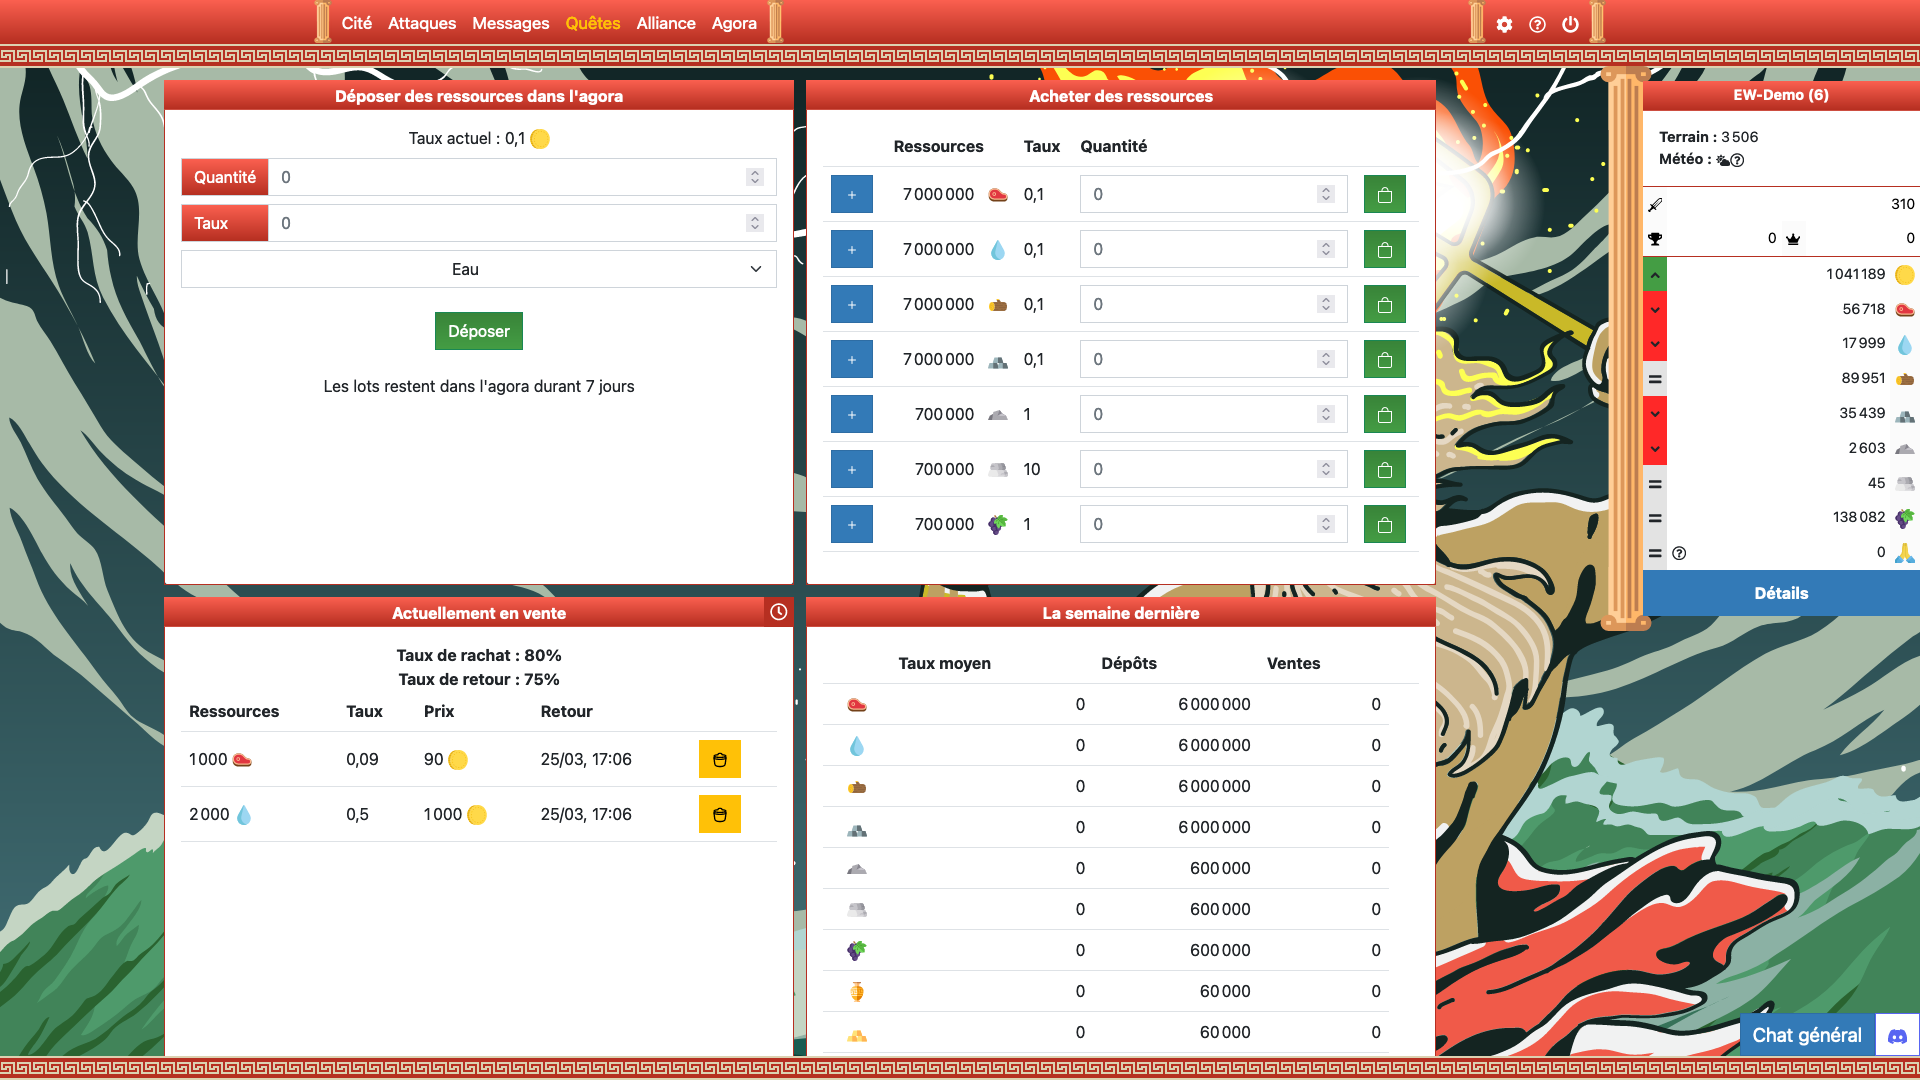 Cité Attaques Messages Quêtes Alliance Agora
Déposer des ressources dans l'agora
Taux actuel : 0,1
Quantité 0
Taux 0
Eau
Déposer
Les lots restent dans l'agora durant 7 jours
Acheter des ressources
Ressources Taux Quantité
+ 7 000 000 0,1 0
+ 7 000 000 0,1 0
+ 7 000 000 0,1 0
+ 7 000 000 0,1 0
+ 700 000 1 0
+ 700 000 10 0
+ 700 000 1 0
EW-Demo (6)
Terrain : 3 506
Météo :
310
0 0
1 041 189
56 718
17 999
89 951
35 439
2 603
45
138 082
0
Détails
Actuellement en vente
Taux de rachat : 80%
Taux de retour : 75%
Ressources Taux Prix Retour
1 000 0,09 90 25/03, 17:06
2 000 0,5 1 000 25/03, 17:06
La semaine dernière
Taux moyen Dépôts Ventes
0 6 000 000 0
0 6 000 000 0
0 6 000 000 0
0 6 000 000 0
0 600 000 0
0 600 000 0
0 600 000 0
0 60 000 0
0 60 000 0
Chat général